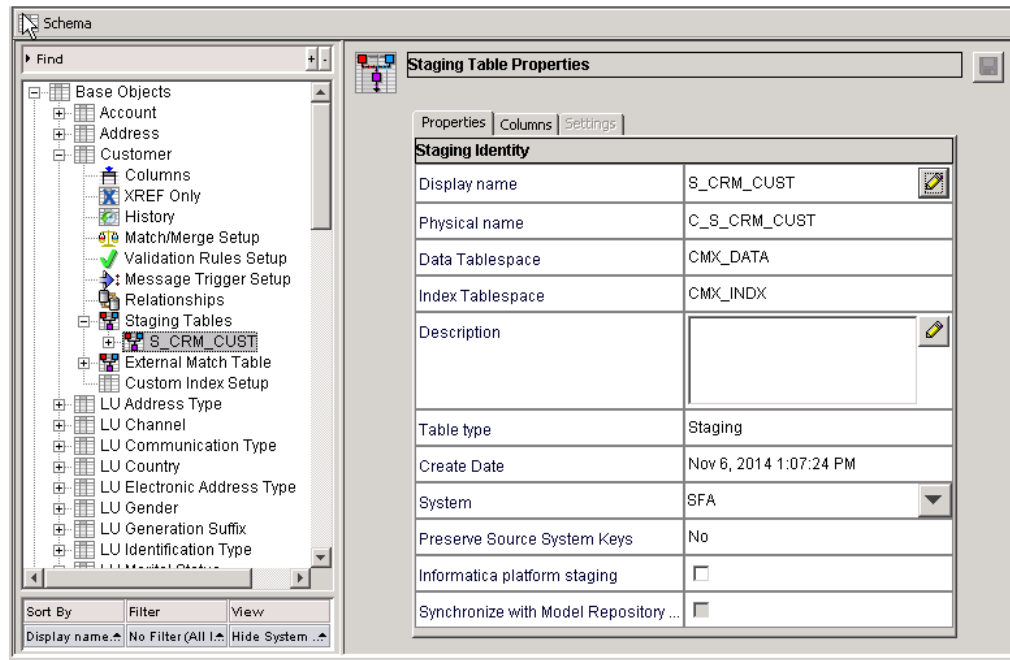 Schema
Find
+ -
Base Objects
Account
Address
Customer
Columns
XREF Only
History
Match/Merge Setup
Validation Rules Setup
Message Trigger Setup
Relationships
Staging Tables
S_CRM_CUST
External Match Table
Custom Index Setup
LU Address Type
LU Channel
LU Communication Type
LU Country
LU Electronic Address Type
LU Gender
LU Generation Suffix
LU Identification Type
Sort By Filter View
Display name... No Filter (All I... Hide System ...
Staging Table Properties
Properties Columns Settings
Staging Identity
Display name S_CRM_CUST
Physical name C_S_CRM_CUST
Data Tablespace CMX_DATA
Index Tablespace CMX_INDX
Description
Table type Staging
Create Date Nov 6, 2014 1:07:24 PM
System SFA
Preserve Source System Keys No
Informatica platform staging
Synchronize with Model Repository ...